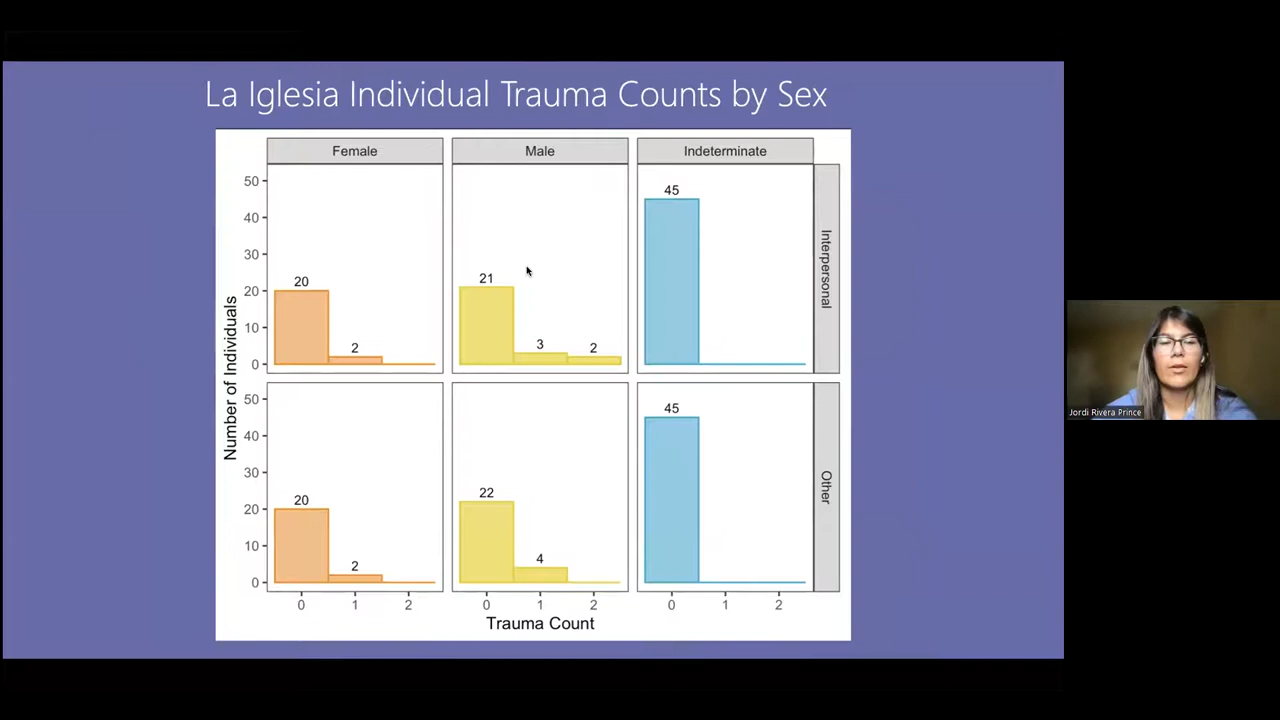 La Iglesia Individual Trauma Counts by Sex
Female
Male
Indeterminate
Number of Individuals
50
40
30
20
10
0
20
2
21
3
2
45
Interpersonal
50
40
30
20
10
0
20
2
22
4
45
Other
0 1 2
0 1 2
0 1 2
Trauma Count
Jordi Rivera Prince